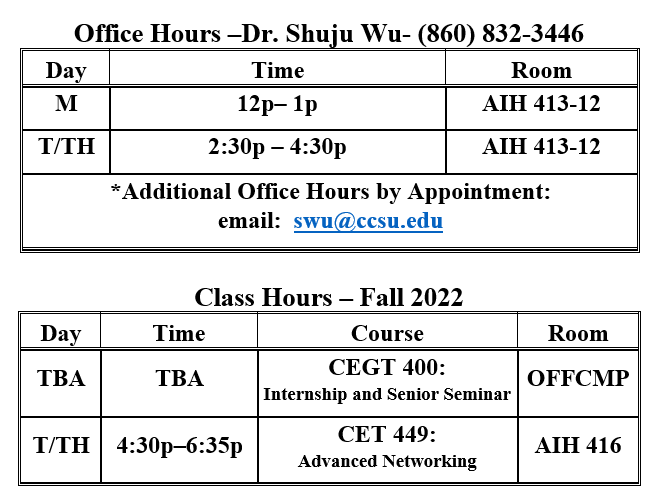 Office Hours –Dr. Shuju Wu- (860) 832-3446
Day Time Room
M 12p– 1p AIH 413-12
T/TH 2:30p – 4:30p AIH 413-12
*Additional Office Hours by Appointment:
email: swu@ccsu.edu
Class Hours – Fall 2022
Day Time Course Room
TBA TBA CEGT 400: OFFCMP
Internship and Senior Seminar
T/TH 4:30p–6:35p CET 449: AIH 416
Advanced Networking